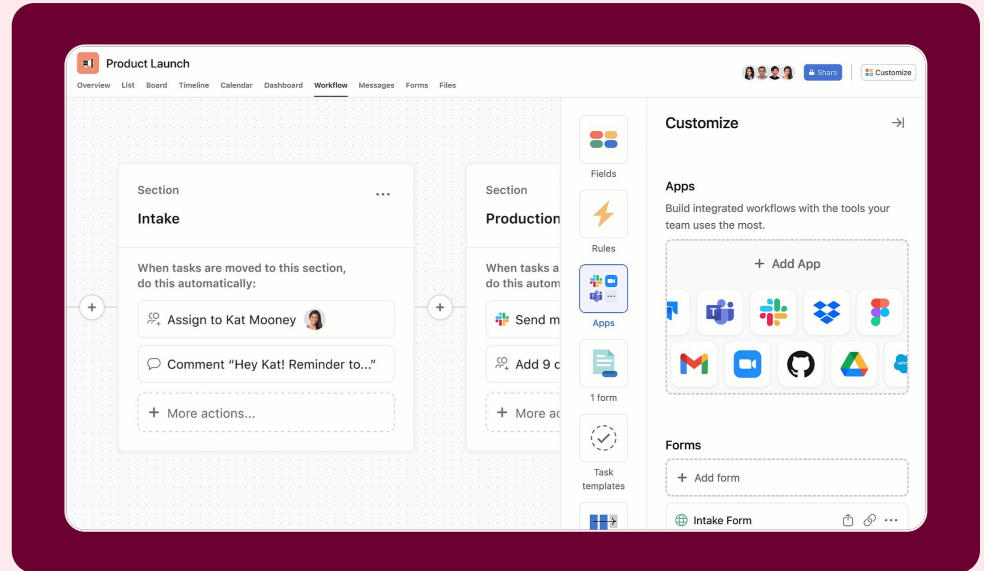 Product Launch
Share
Customize
Overview List Board Timeline Calendar Dashboard Workflow Messages Forms Files
Customize
Fields
Rules
Apps
1 form
Task
templates
Section
Intake
When tasks are moved to this section,
do this automatically:
Assign to Kat Mooney
Comment “Hey Kat! Reminder to...”
+ More actions...
Section
Production
When tasks a
do this autom
Send m
Add 9 c
+ More ac
Apps
Build integrated workflows with the tools your
team uses the most.
+ Add App
Forms
+ Add form
Intake Form